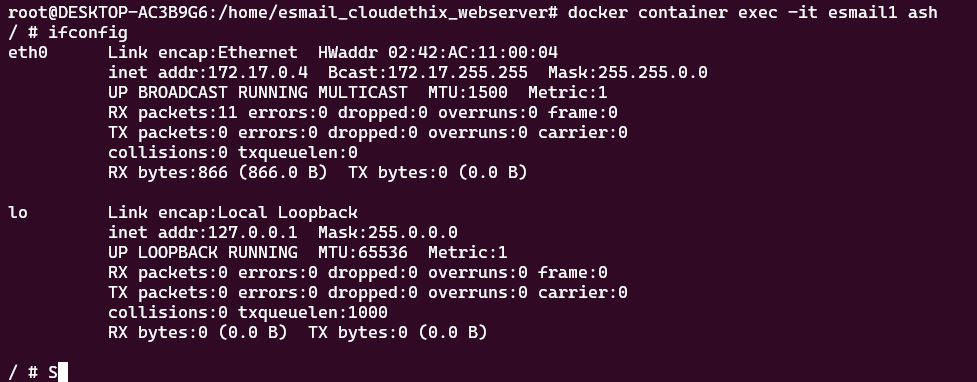 root@DESKTOP-AC3B9G6:/home/esmail_cloudethix_webserver# docker container exec -it esmail1 ash
/ # ifconfig
eth0      Link encap:Ethernet  HWaddr 02:42:AC:11:00:04
          inet addr:172.17.0.4  Bcast:172.17.255.255  Mask:255.255.0.0
          UP BROADCAST RUNNING MULTICAST  MTU:1500  Metric:1
          RX packets:11 errors:0 dropped:0 overruns:0 frame:0
          TX packets:0 errors:0 dropped:0 overruns:0 carrier:0
          collisions:0 txqueuelen:0
          RX bytes:866 (866.0 B)  TX bytes:0 (0.0 B)

lo        Link encap:Local Loopback
          inet addr:127.0.0.1  Mask:255.0.0.0
          UP LOOPBACK RUNNING  MTU:65536  Metric:1
          RX packets:0 errors:0 dropped:0 overruns:0 frame:0
          TX packets:0 errors:0 dropped:0 overruns:0 carrier:0
          collisions:0 txqueuelen:1000
          RX bytes:0 (0.0 B)  TX bytes:0 (0.0 B)

/ # S